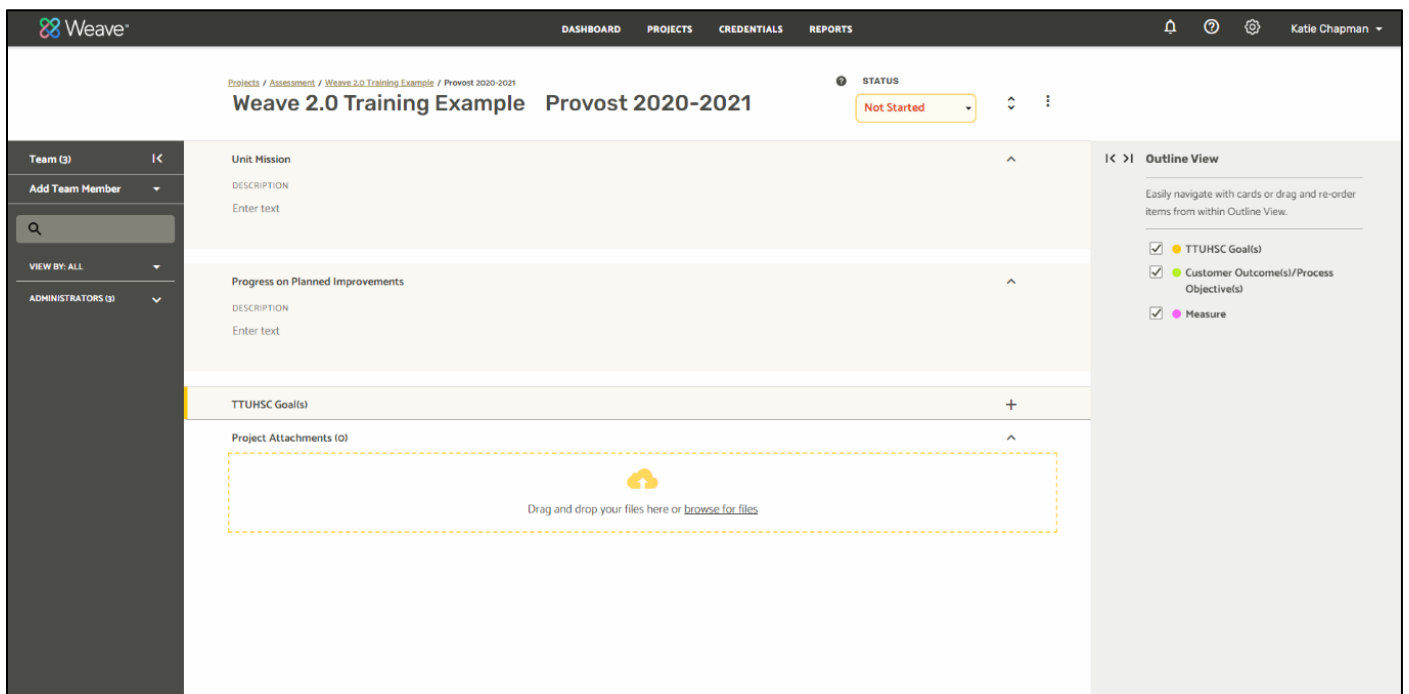 Weave
DASHBOARD PROJECTS CREDENTIALS REPORTS
Katie Chapman
Projects / Assessment / Weave 2.0 Training Example / Provost 2020-2021
Weave 2.0 Training Example Provost 2020-2021
STATUS
Not Started
Team (3)
Add Team Member
VIEW BY: ALL
ADMINISTRATORS (3)
Unit Mission
DESCRIPTION
Enter text
Progress on Planned Improvements
DESCRIPTION
Enter text
TTUHSC Goal(s)
Project Attachments (0)
Drag and drop your files here or browse for files
Outline View
Easily navigate with cards or drag and re-order
items from within Outline View.
TTUHSC Goal(s)
Customer Outcome(s)/Process
Objective(s)
Measure